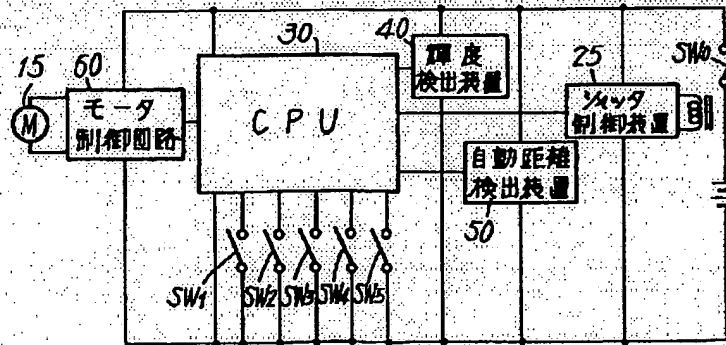 30
40
輝度
検出装置
25
SW0
15
60
M
モータ
制御回路
CPU
シャッタ
制御装置
自動距離
検出装置
50
SW1
SW2
SW3
SW4
SW5